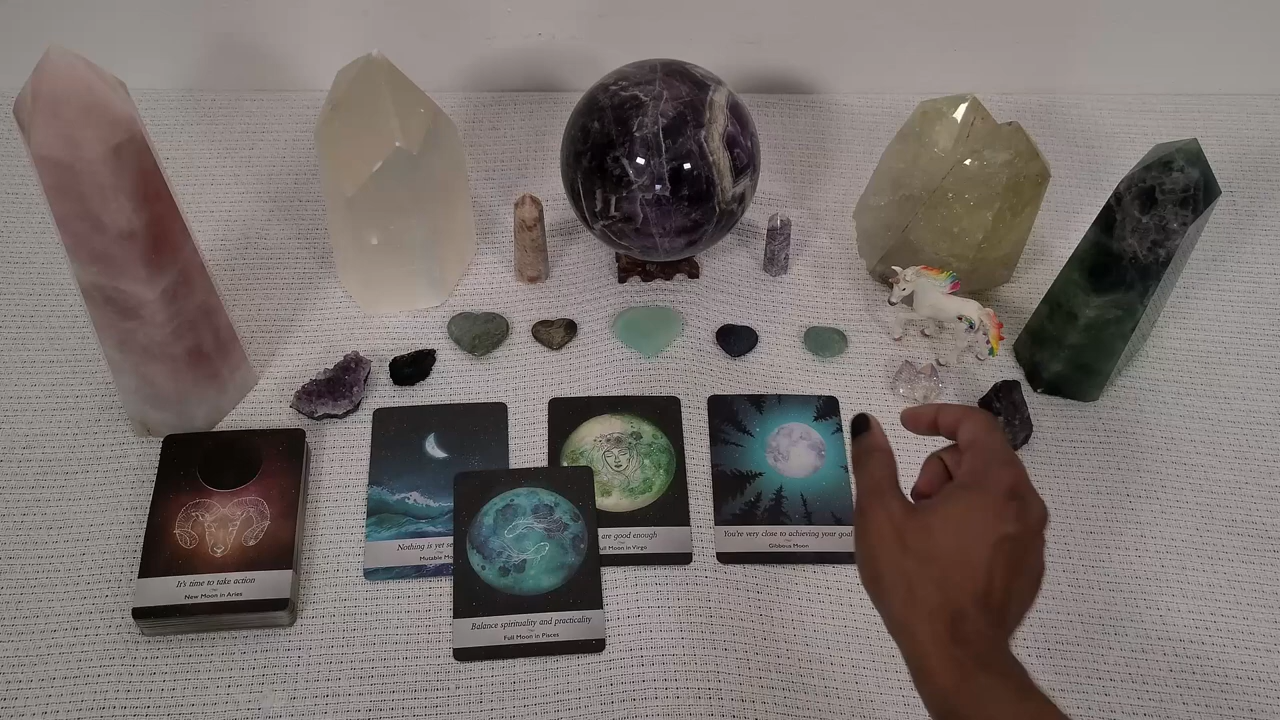 It's time to take action
New Moon in Aries
Nothing is yet
Mutable
Balance spirituality and practicality
Full Moon in Pisces
are good enough
Full Moon in Virgo
You're very close to achieving your goal
Gibbous Moon